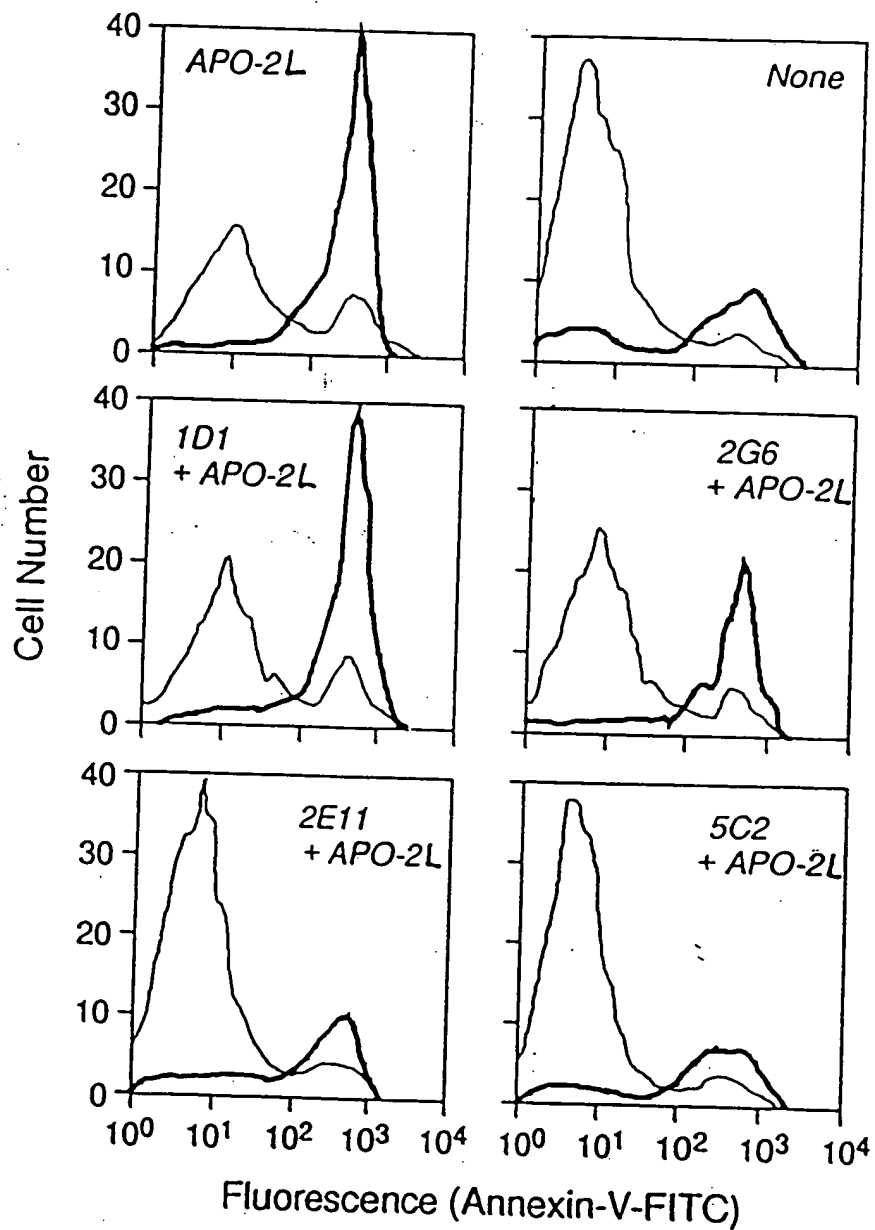 40
30
20
10
0
APO-2L
None
Cell Number
40
30
20
10
0
1D1
+ APO-2L
2G6
+ APO-2L
40
30
20
10
0
2E11
+ APO-2L
5C2
+ APO-2L
10⁰ 10¹ 10² 10³ 10⁴
10⁰ 10¹ 10² 10³ 10⁴
Fluorescence (Annexin-V-FITC)